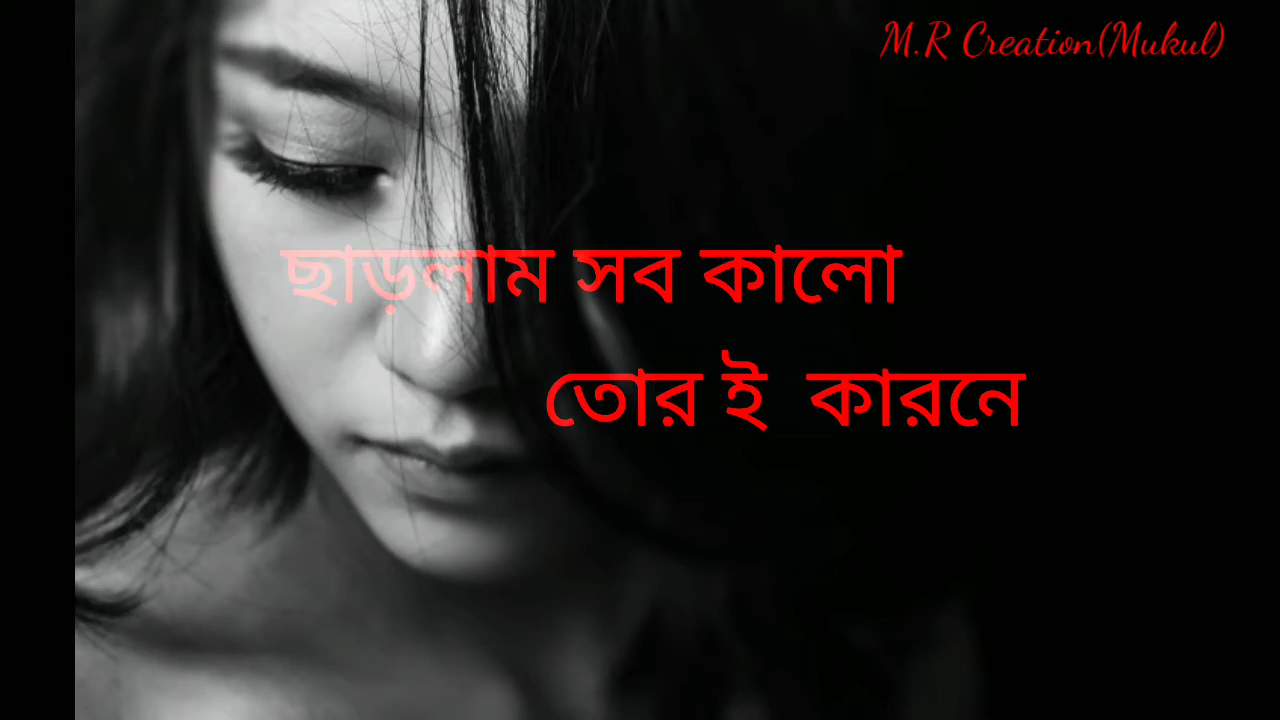 M.R Creation(Mukul)
ছাড়লাম সব কালো
তোর ই কারনে